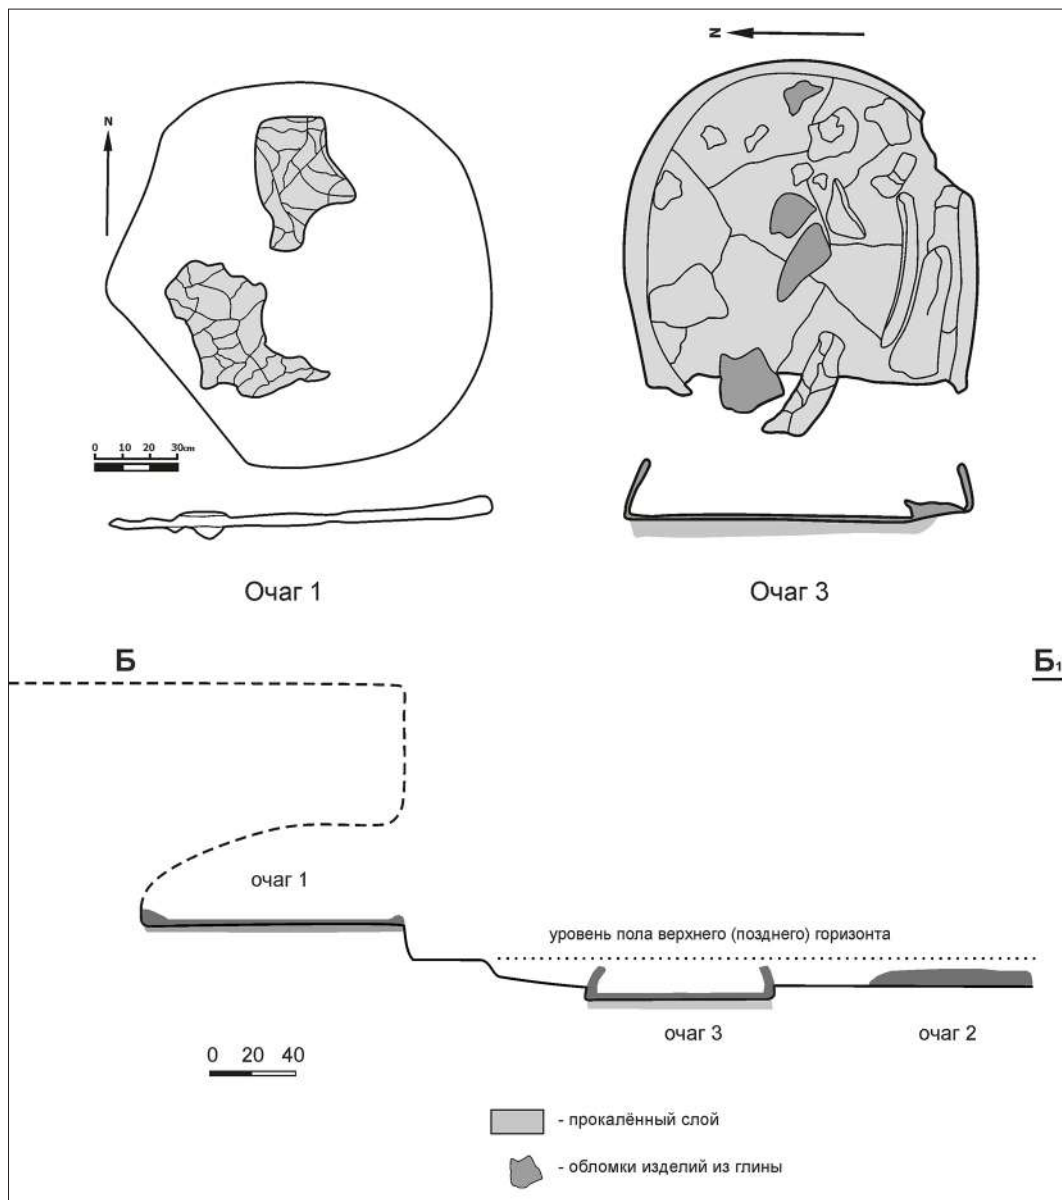 N
N
0 10 20 30см
Очаг 1
Очаг 3
Б
Б1
очаг 1
уровень пола верхнего (позднего) горизонта
очаг 3
очаг 2
0 20 40
- прокалённый слой
- обломки изделий из глины